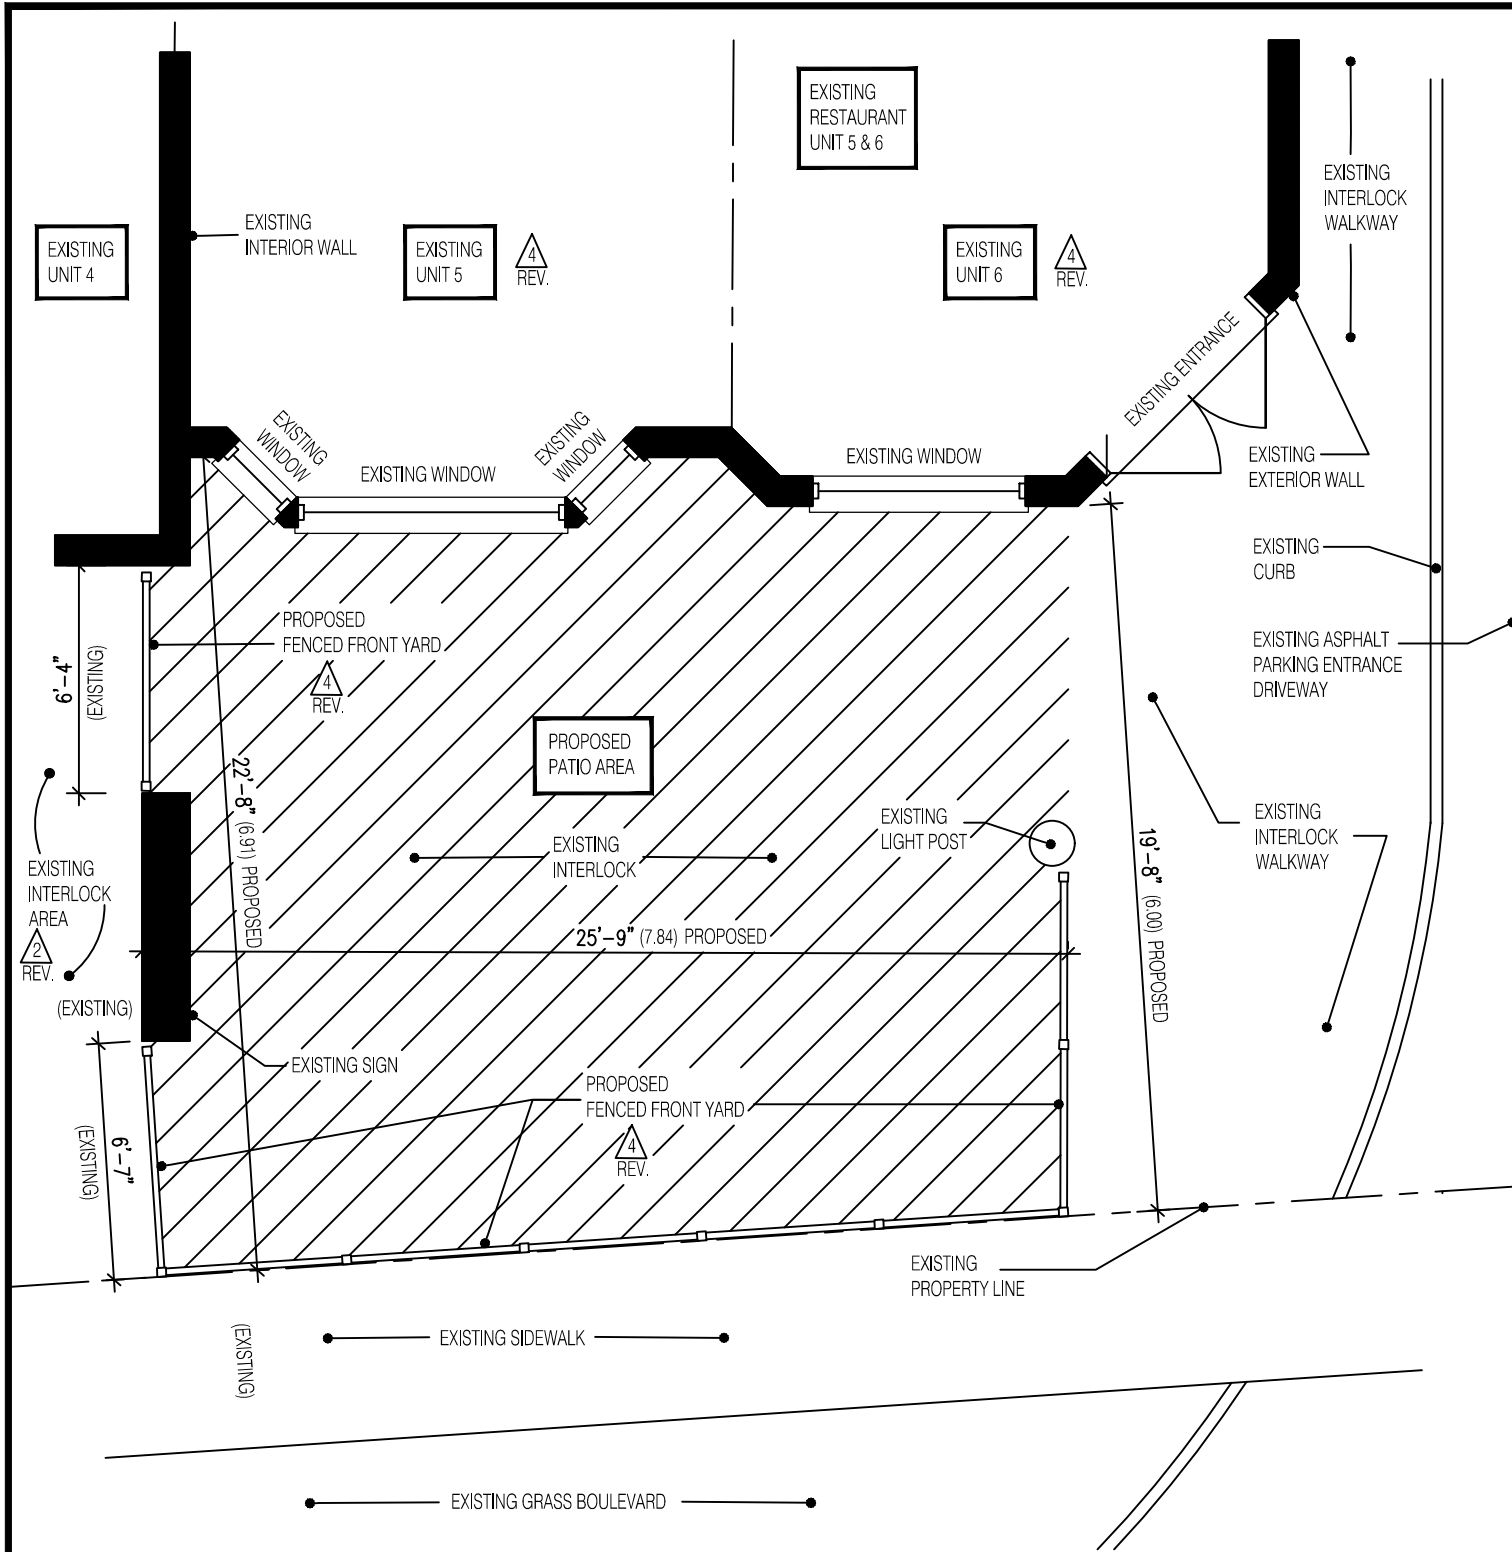 EXISTING
RESTAURANT
UNIT 5 & 6
EXISTING
INTERLOCK
WALKWAY
EXISTING
UNIT 4
EXISTING
INTERIOR WALL
EXISTING
UNIT 5
4
REV.
EXISTING
UNIT 6
4
REV.
EXISTING ENTRANCE
EXISTING
WINDOW
EXISTING WINDOW
EXISTING
WINDOW
EXISTING WINDOW
EXISTING
EXTERIOR WALL
EXISTING
CURB
PROPOSED
FENCED FRONT YARD
4
REV.
6'-4"
(EXISTING)
EXISTING ASPHALT
PARKING ENTRANCE
DRIVEWAY
PROPOSED
PATIO AREA
22'-8" (6.91) PROPOSED
EXISTING
LIGHT POST
EXISTING
INTERLOCK
EXISTING
INTERLOCK
WALKWAY
19'-8" (6.00) PROPOSED
EXISTING
INTERLOCK
AREA
2
REV.
25'-9" (7.84) PROPOSED
(EXISTING)
EXISTING SIGN
PROPOSED
FENCED FRONT YARD
4
REV.
6'-7"
(EXISTING)
EXISTING
PROPERTY LINE
EXISTING SIDEWALK
(EXISTING)
EXISTING GRASS BOULEVARD